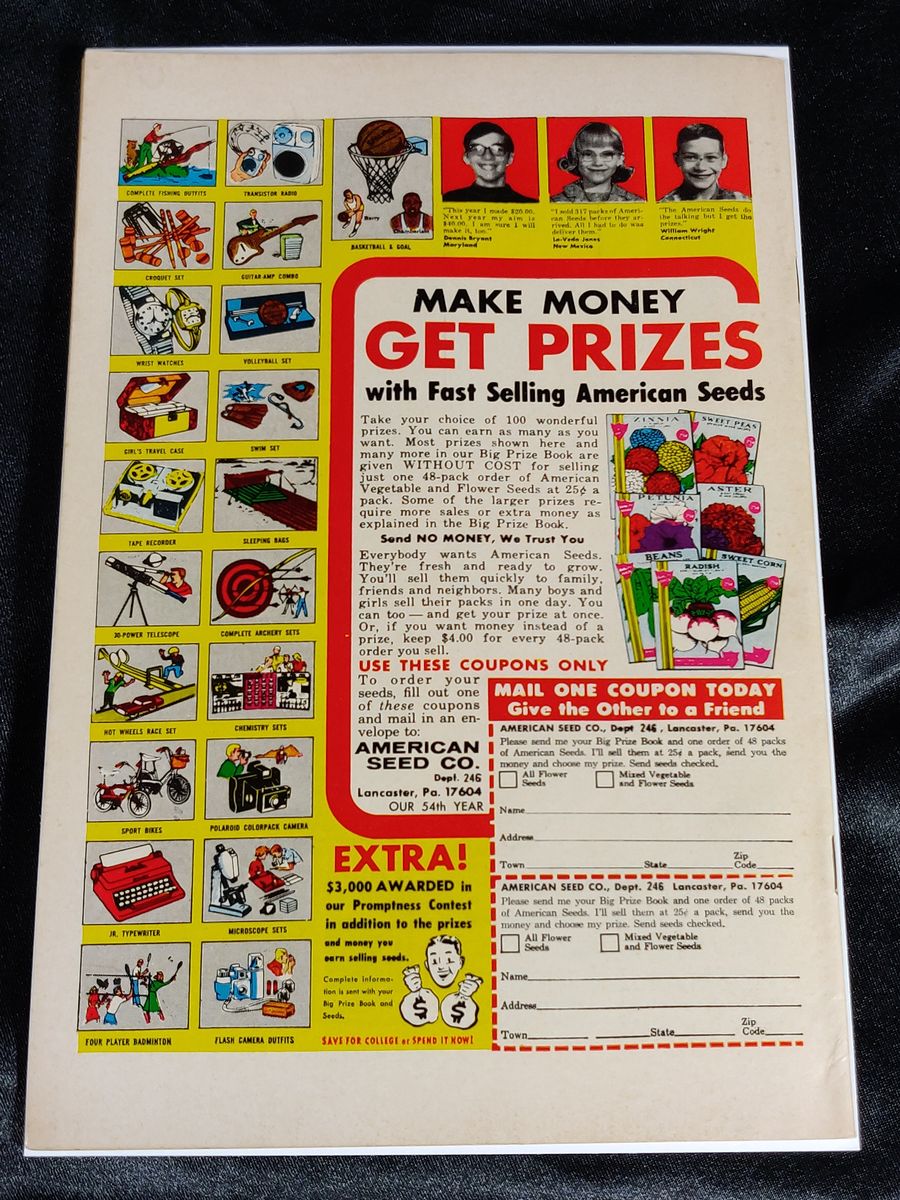 COMPLETE FISHING OUTFITS
TRANSISTOR RADIO
Barry
BASKETBALL & GOAL
"This year I made $20.00.
Next year my aim is
$40.00. I am sure I will
make it, too."
Dennis Bryant
Maryland
"I sold 317 packs of Ameri-
can Seeds before they ar-
rived. All I had to do was
deliver them."
La-Veda Jones
New Mexico
"The American Seeds do
the talking but I get the
prizes."
William Wright
Connecticut
CROQUET SET
GUITAR-AMP COMBO
WRIST WATCHES
VOLLEYBALL SET
GIRL'S TRAVEL CASE
SWIM SET
TAPE RECORDER
SLEEPING BAGS
30-POWER TELESCOPE
COMPLETE ARCHERY SETS
HOT WHEELS RACE SET
CHEMISTRY SETS
SPORT BIKES
POLAROID COLORPACK CAMERA
JR. TYPEWRITER
MICROSCOPE SETS
FOUR PLAYER BADMINTON
FLASH CAMERA OUTFITS
MAKE MONEY
GET PRIZES
with Fast Selling American Seeds
Take your choice of 100 wonderful
prizes. You can earn as many as you
want. Most prizes shown here and
many more in our Big Prize Book are
given WITHOUT COST for selling
just one 48-pack order of American
Vegetable and Flower Seeds at 25¢ a
pack. Some of the larger prizes re-
quire more sales or extra money as
explained in the Big Prize Book.
Send NO MONEY, We Trust You
Everybody wants American Seeds.
They're fresh and ready to grow.
You'll sell them quickly to family,
friends and neighbors. Many boys and
girls sell their packs in one day. You
can too — and get your prize at once.
Or, if you want money instead of a
prize, keep $4.00 for every 48-pack
order you sell.
ZINNIA
SWEET PEAS
PETUNIA
ASTER
BEANS
RADISH
SWEET CORN
USE THESE COUPONS ONLY
To order your
seeds, fill out one
of these coupons
and mail in an en-
velope to:
AMERICAN
SEED CO.
Dept. 246
Lancaster, Pa. 17604
OUR 54th YEAR
MAIL ONE COUPON TODAY
Give the Other to a Friend
AMERICAN SEED CO., Dept 246, Lancaster, Pa. 17604
Please send me your Big Prize Book and one order of 48 packs
of American Seeds. I'll sell them at 25¢ a pack, send you the
money and choose my prize. Send seeds checked.
All Flower Seeds
Mixed Vegetable and Flower Seeds
Name
Address
Town State Zip Code
AMERICAN SEED CO., Dept. 246 Lancaster, Pa. 17604
Please send me your Big Prize Book and one order of 48 packs
of American Seeds. I'll sell them at 25¢ a pack, send you the
money and choose my prize. Send seeds checked.
All Flower Seeds
Mixed Vegetable and Flower Seeds
Name
Address
Town State Zip Code
EXTRA!
$3,000 AWARDED in
our Promptness Contest
in addition to the prizes
and money you
earn selling seeds.
Complete informa-
tion is sent with your
Big Prize Book and
Seeds.
$ $
SAVE FOR COLLEGE or SPEND IT NOW!